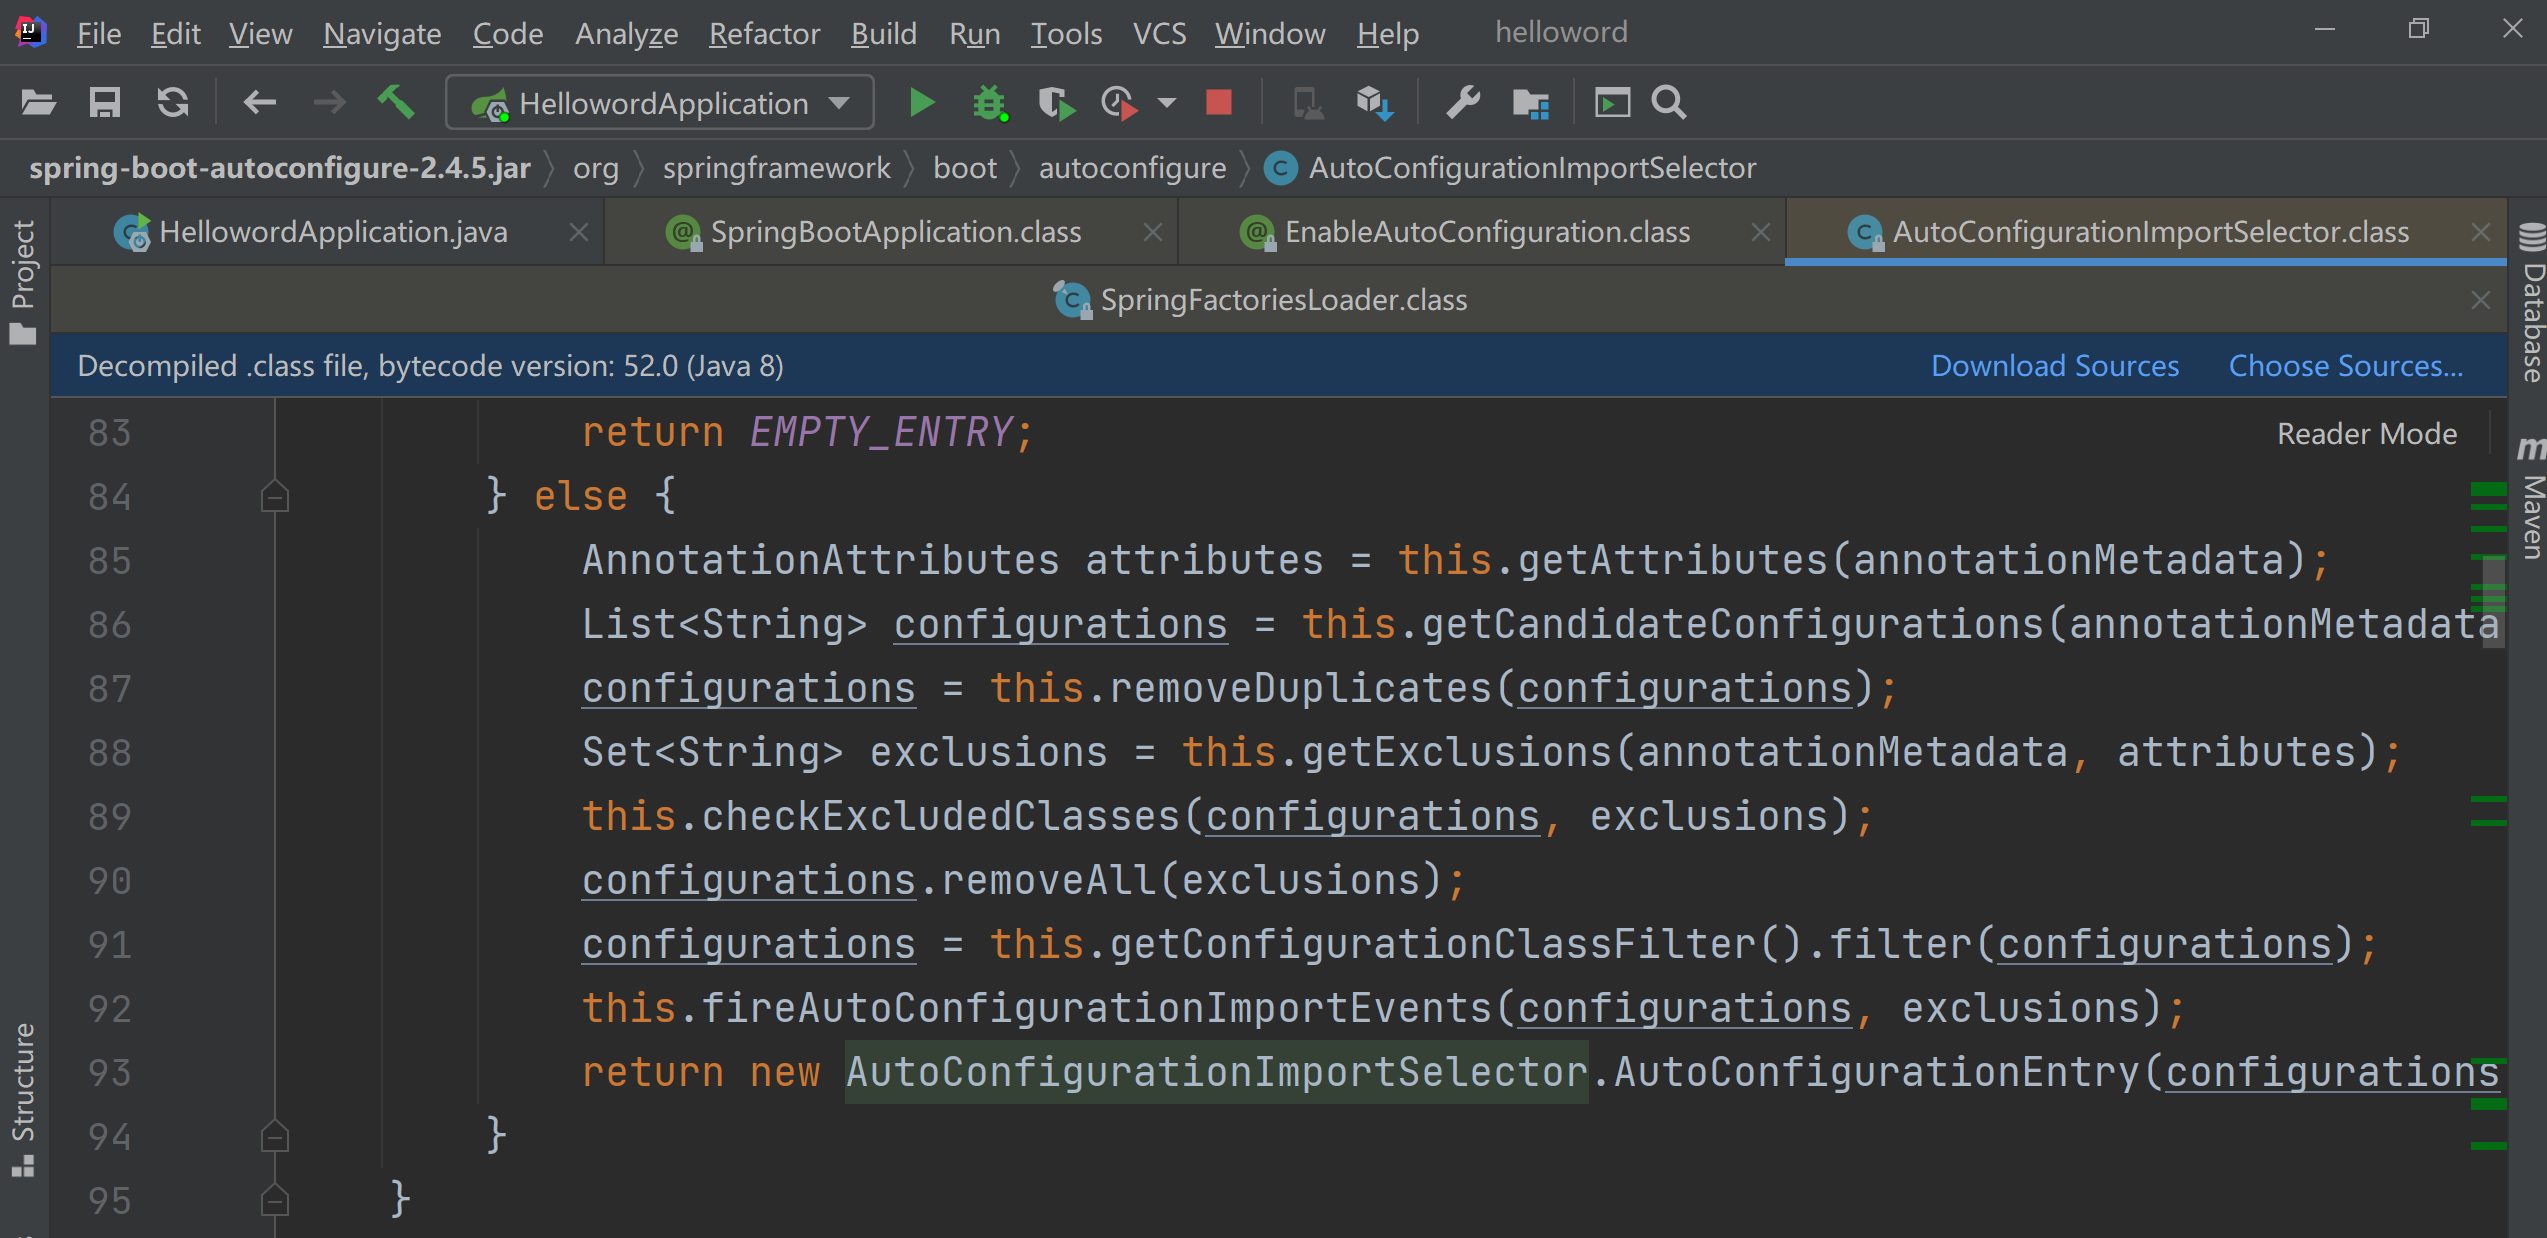 File Edit View Navigate Code Analyze Refactor Build Run Tools VCS Window Help helloword
HellowordApplication
spring-boot-autoconfigure-2.4.5.jar org springframework boot autoconfigure AutoConfigurationImportSelector
HellowordApplication.java SpringBootApplication.class EnableAutoConfiguration.class AutoConfigurationImportSelector.class
SpringFactoriesLoader.class
Decompiled .class file, bytecode version: 52.0 (Java 8) Download Sources Choose Sources...
Reader Mode
83 return EMPTY_ENTRY;
84 } else {
85 AnnotationAttributes attributes = this.getAttributes(annotationMetadata);
86 List<String> configurations = this.getCandidateConfigurations(annotationMetadata
87 configurations = this.removeDuplicates(configurations);
88 Set<String> exclusions = this.getExclusions(annotationMetadata, attributes);
89 this.checkExcludedClasses(configurations, exclusions);
90 configurations.removeAll(exclusions);
91 configurations = this.getConfigurationClassFilter().filter(configurations);
92 this.fireAutoConfigurationImportEvents(configurations, exclusions);
93 return new AutoConfigurationImportSelector.AutoConfigurationEntry(configurations
94 }
95 }
Project
Structure
Database
Maven